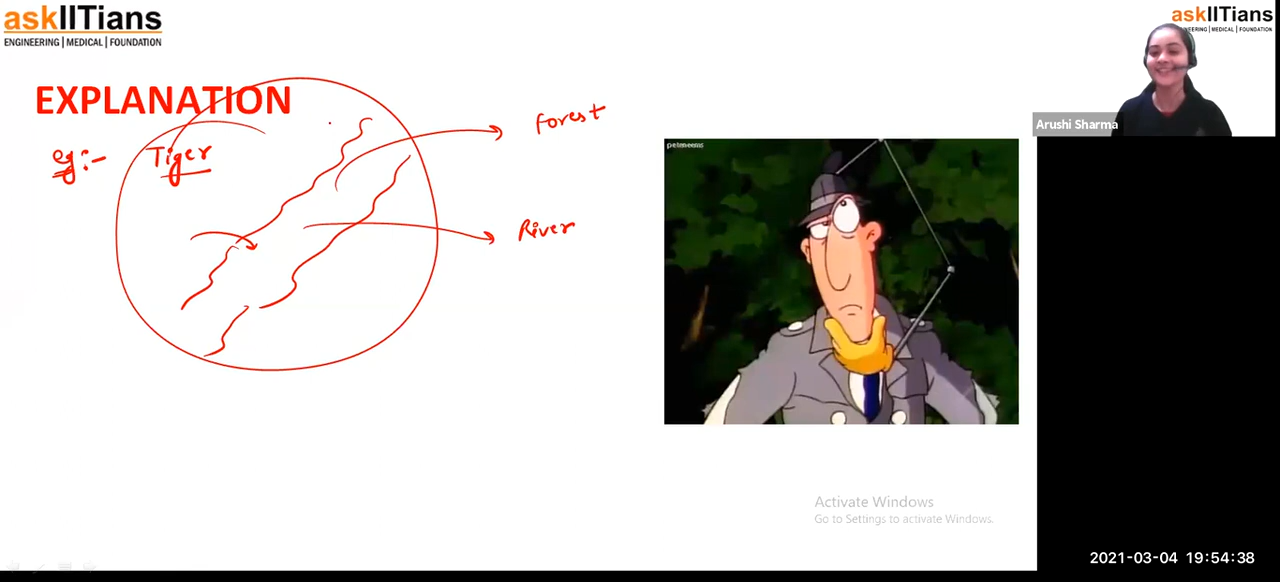 askIITians
ENGINEERING | MEDICAL | FOUNDATION
askIITians
ENGINEERING | MEDICAL | FOUNDATION
Arushi Sharma
EXPLANATION
eg:- Tiger
Forest
River
Activate Windows
Go to Settings to activate Windows.
2021-03-04 19:54:38